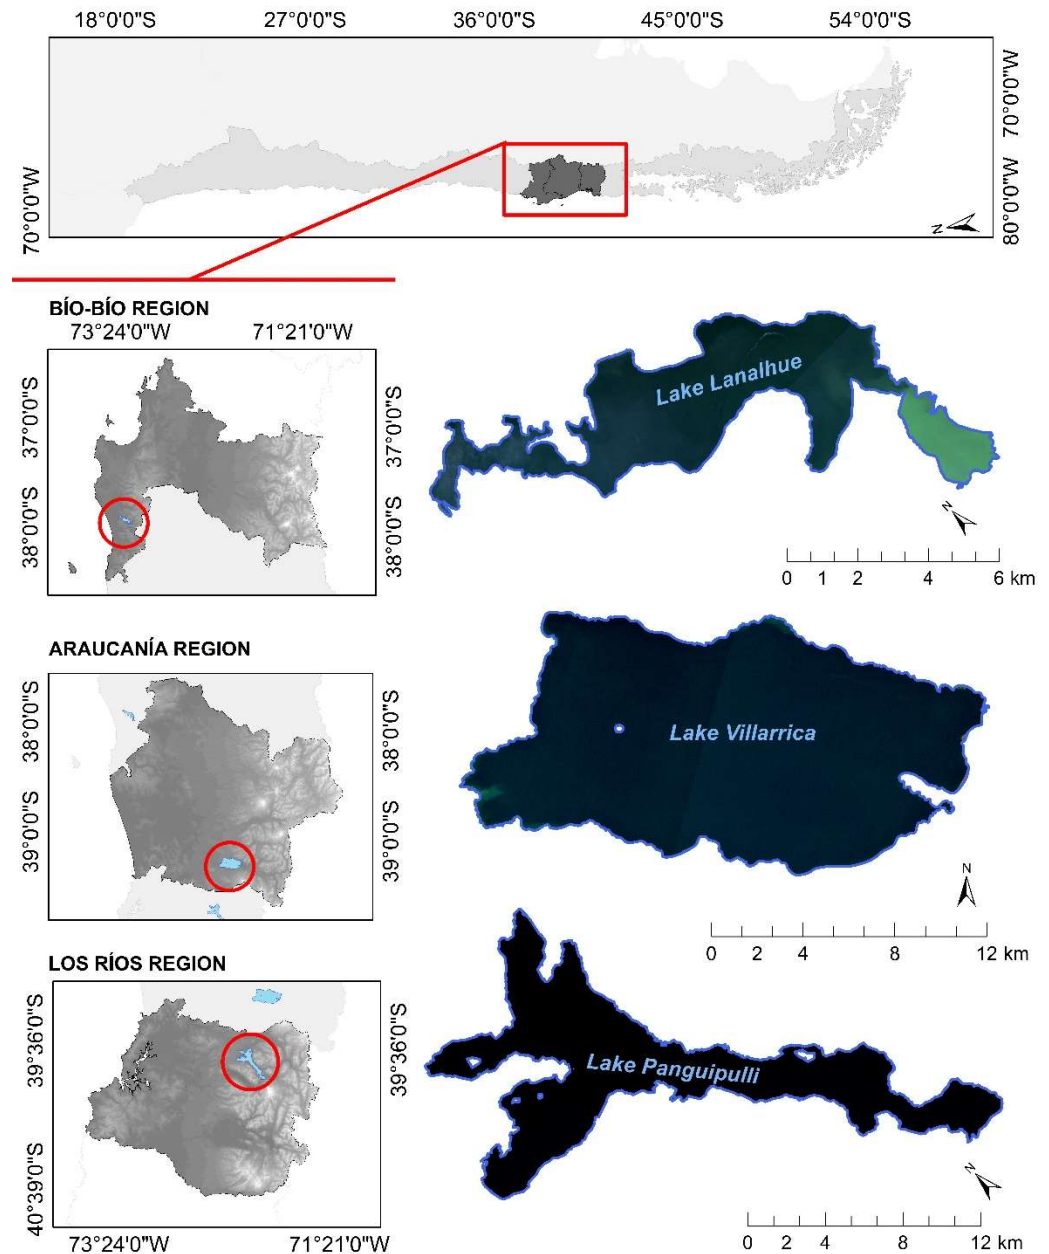 18°0'0"S 27°0'0"S 36°0'0"S 45°0'0"S 54°0'0"S
70°0'0"W
70°0'0"W
80°0'0"W
N
BÍO-BÍO REGION
73°24'0"W 71°21'0"W
37°0'0"S
38°0'0"S
37°0'0"S
38°0'0"S
Lake Lanalhue
N
0 1 2 4 6 km
ARAUCANÍA REGION
38°0'0"S
39°0'0"S
38°0'0"S
39°0'0"S
Lake Villarrica
N
0 2 4 8 12 km
LOS RÍOS REGION
39°36'0"S
40°39'0"S
39°36'0"S
73°24'0"W 71°21'0"W
Lake Panguipulli
N
0 2 4 8 12 km